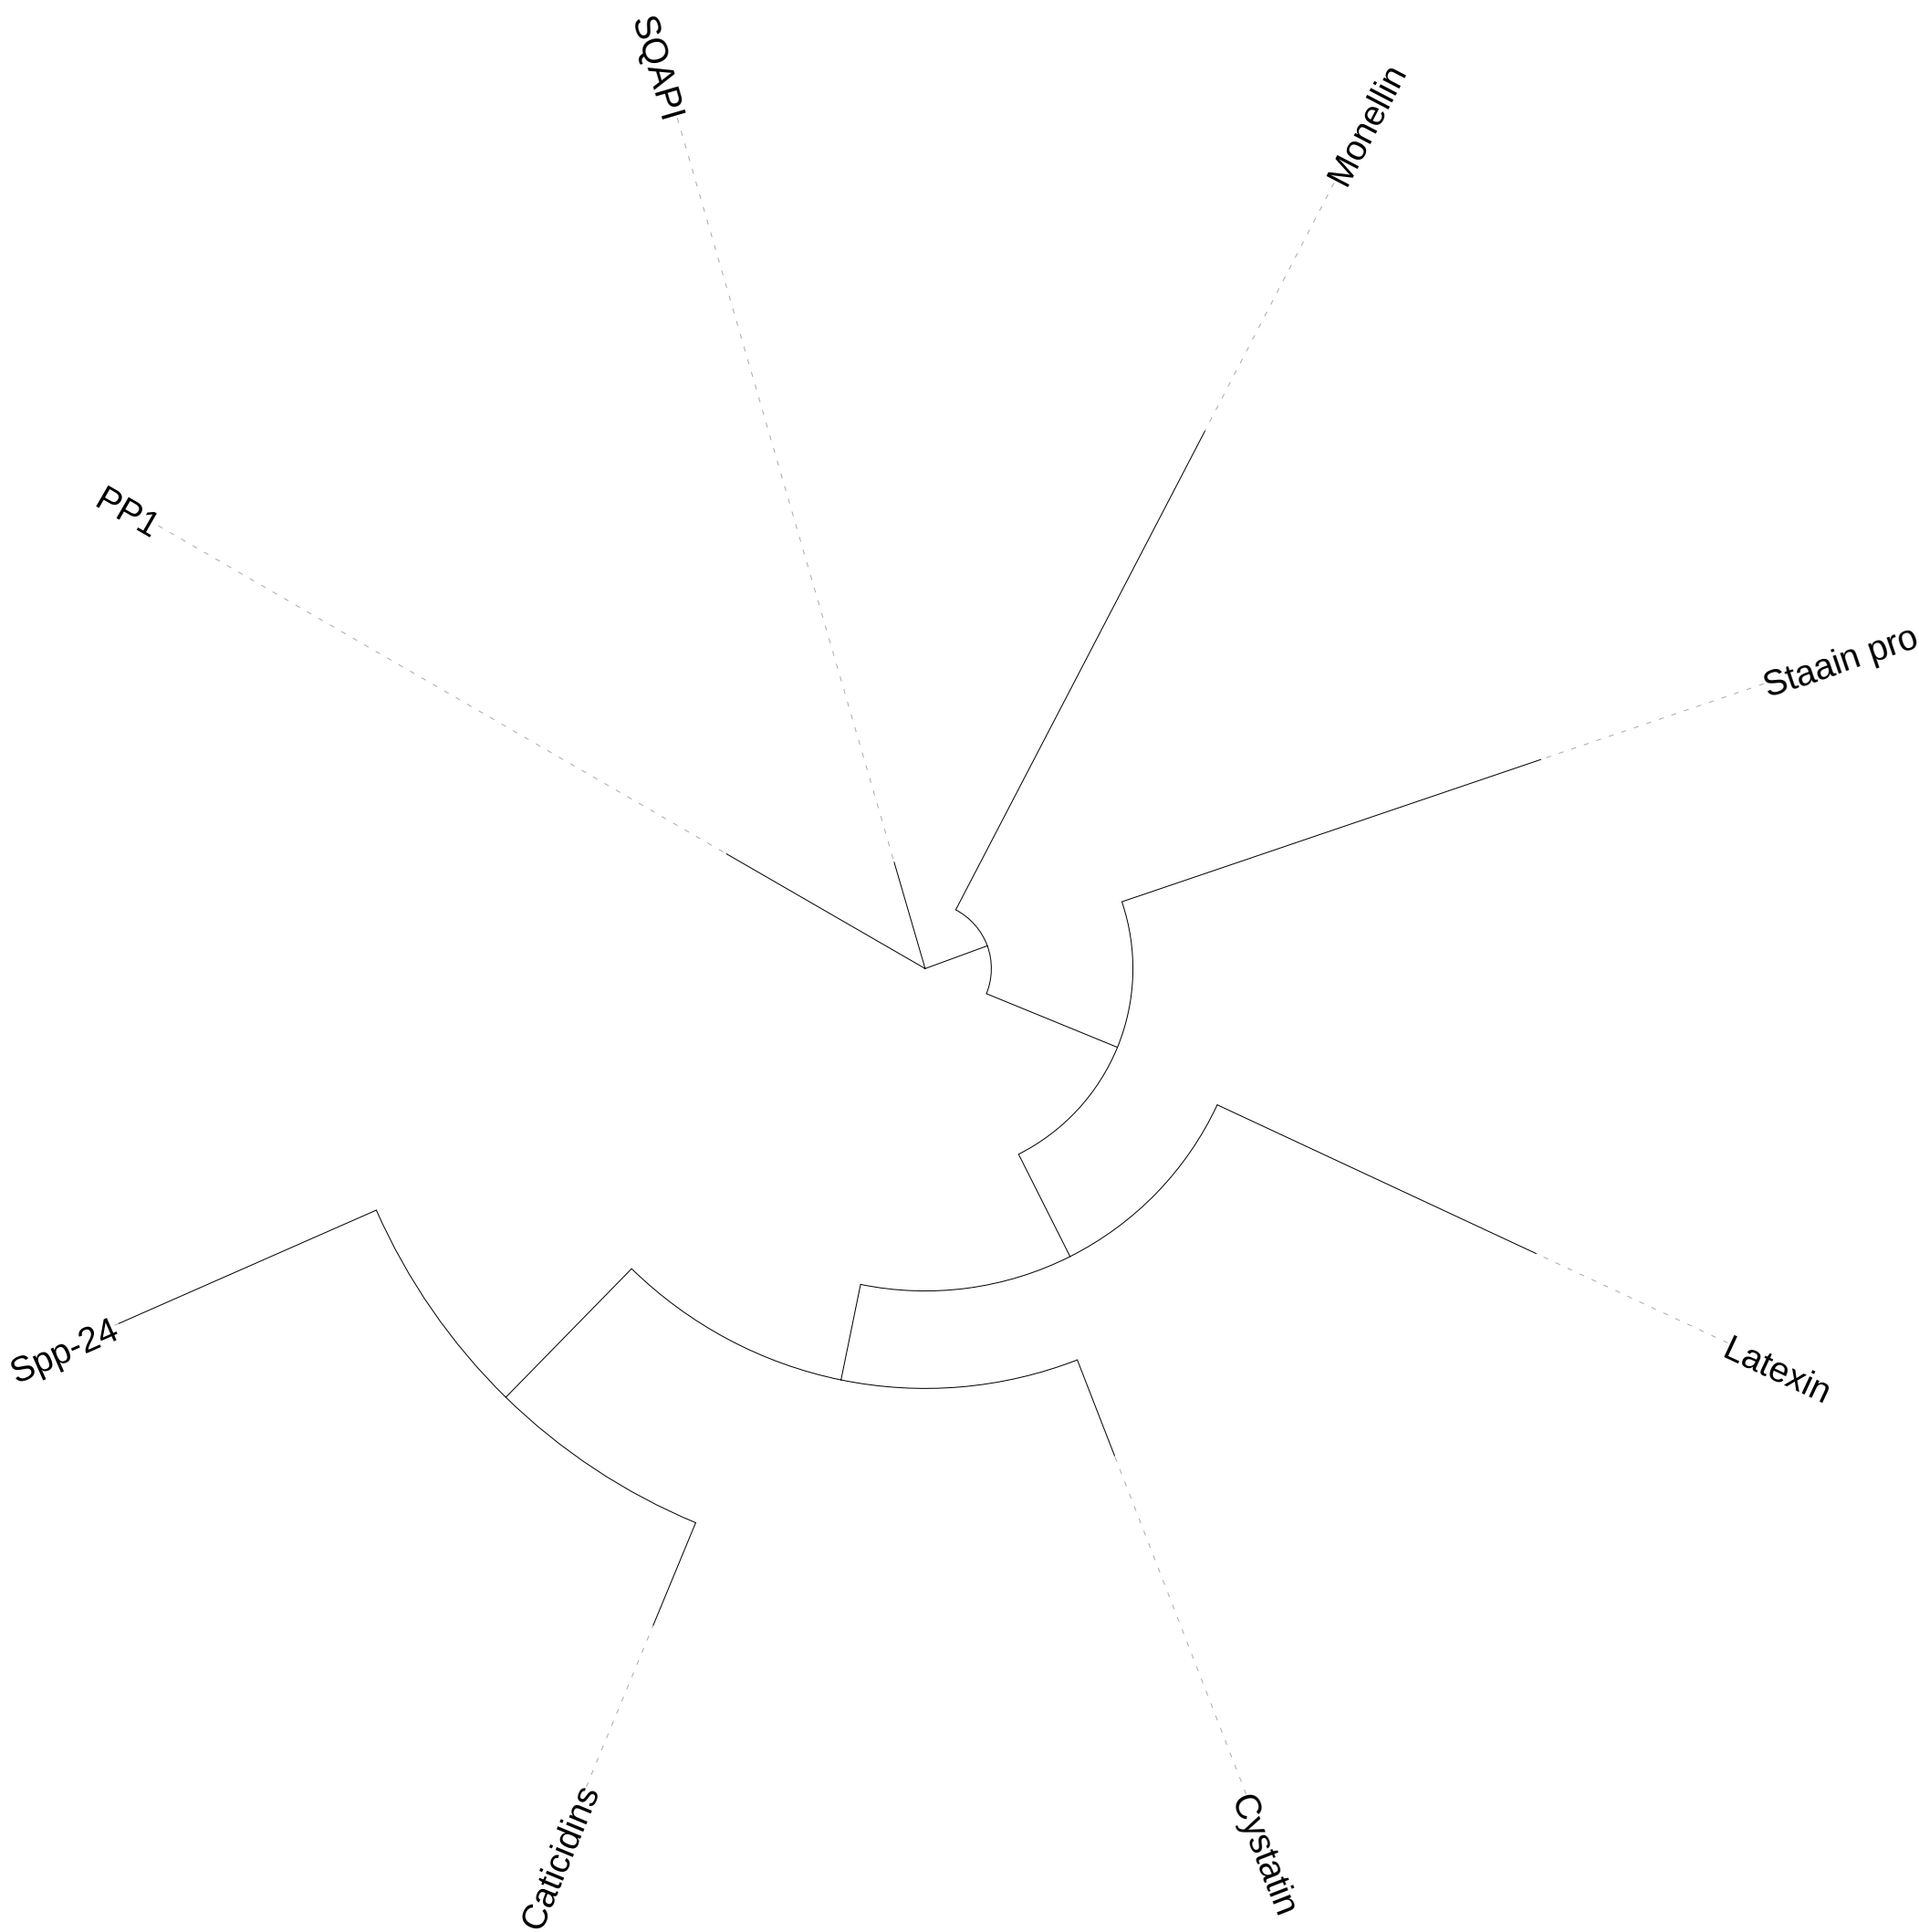 SQAPI
Monellin
PP1
Staain pro
Spp-24
Latexin
Caticidins
Cystatin